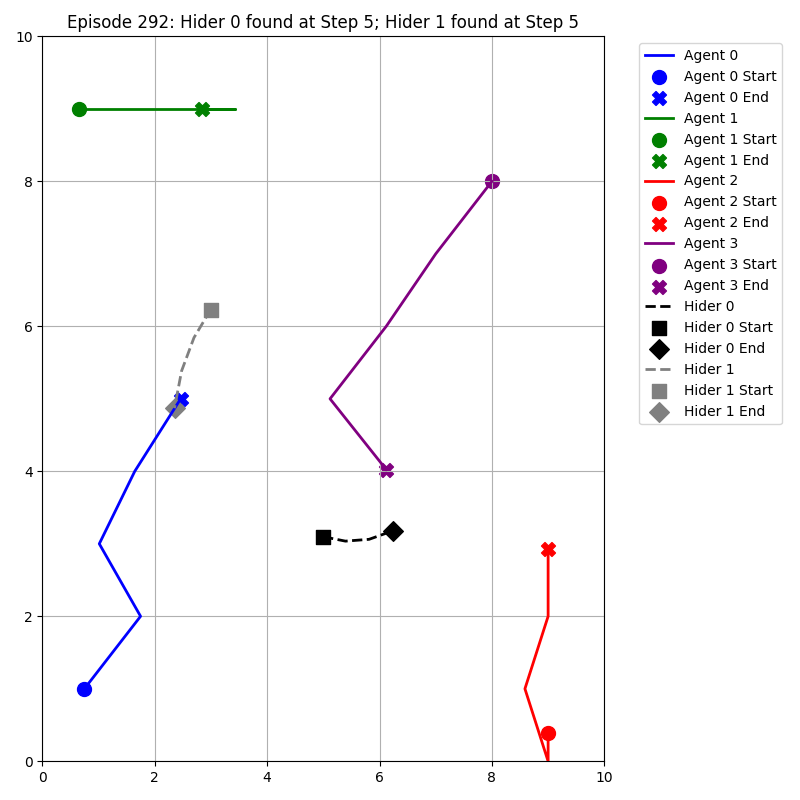 Episode 292: Hider 0 found at Step 5; Hider 1 found at Step 5
10
8
6
4
2
0
0 2 4 6 8 10
Agent 0
Agent 0 Start
Agent 0 End
Agent 1
Agent 1 Start
Agent 1 End
Agent 2
Agent 2 Start
Agent 2 End
Agent 3
Agent 3 Start
Agent 3 End
Hider 0
Hider 0 Start
Hider 0 End
Hider 1
Hider 1 Start
Hider 1 End